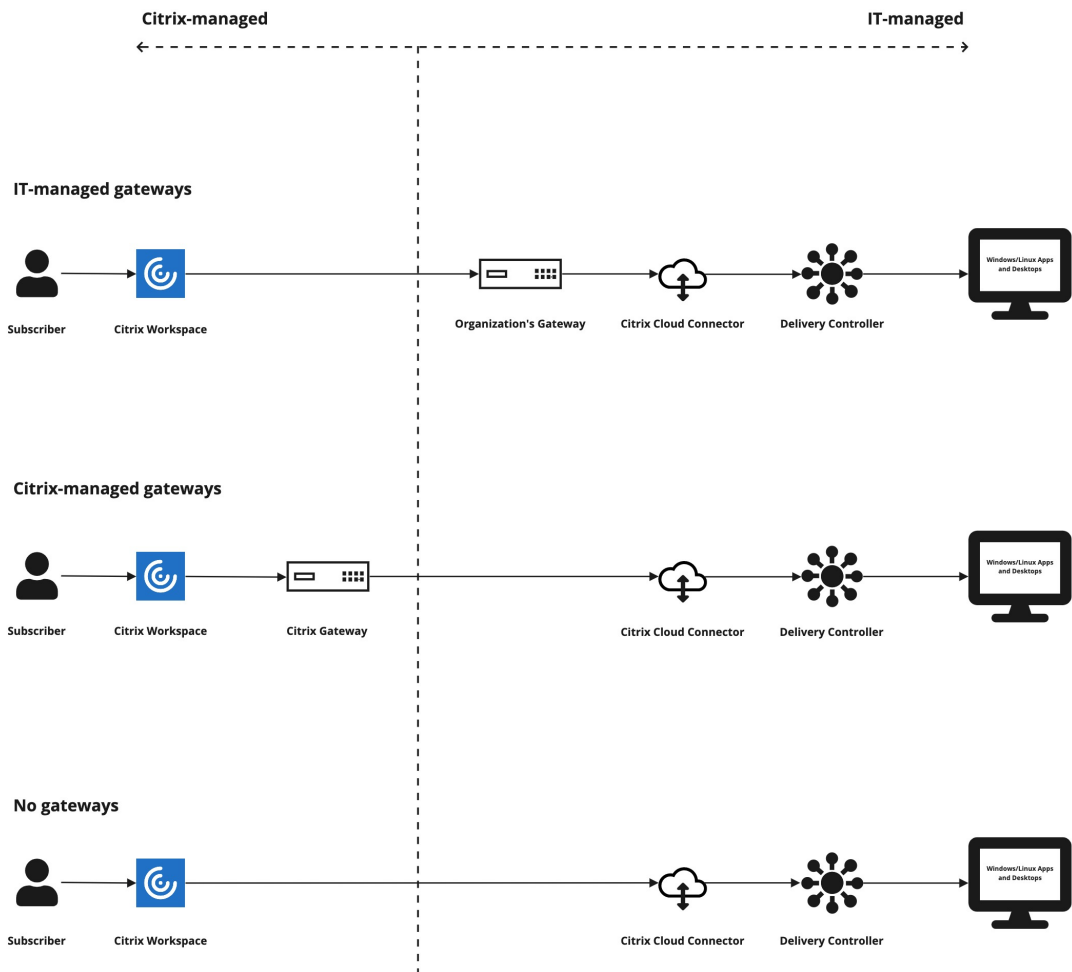 Citrix-managed
IT-managed
IT-managed gateways
Windows/Linux Apps
and Desktops
Subscriber
Citrix Workspace
Organization's Gateway
Citrix Cloud Connector
Delivery Controller
Citrix-managed gateways
Windows/Linux Apps
and Desktops
Subscriber
Citrix Workspace
Citrix Gateway
Citrix Cloud Connector
Delivery Controller
No gateways
Windows/Linux Apps
and Desktops
Subscriber
Citrix Workspace
Citrix Cloud Connector
Delivery Controller